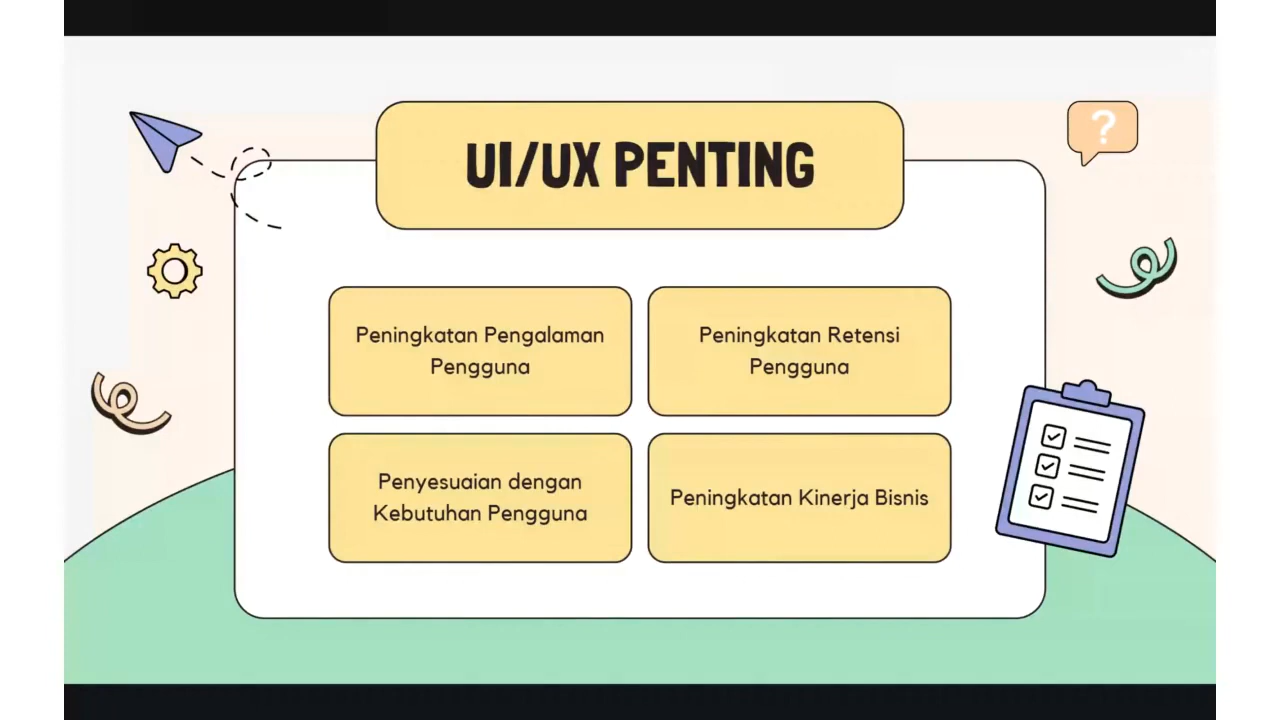 UI/UX PENTING
Peningkatan Pengalaman
Pengguna
Peningkatan Retensi
Pengguna
Penyesuaian dengan
Kebutuhan Pengguna
Peningkatan Kinerja Bisnis
?